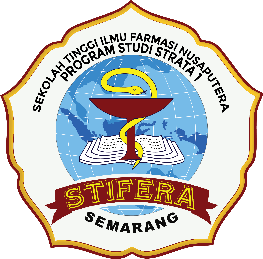 SEKOLAH TINGGI ILMU FARMASI NUSAPUTERA
PROGRAM STUDI STRATA 1
STIFERA
SEMARANG